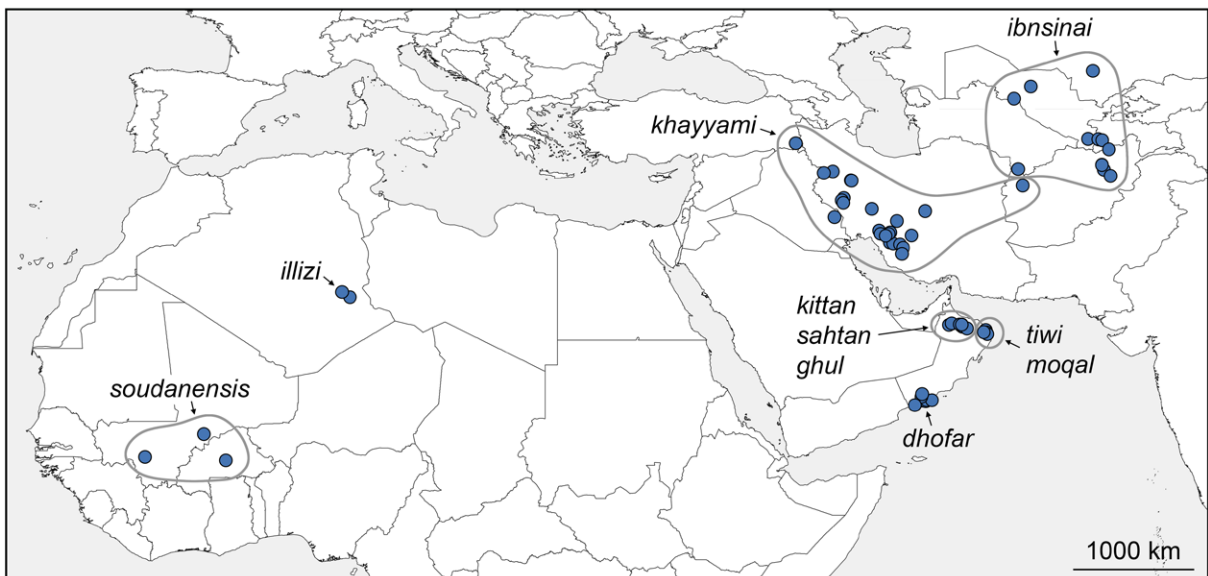 ibnsinai
khayyami
illizi
kittan
sahtan
ghul
tiwi
moqal
soudanensis
dhofar
1000 km